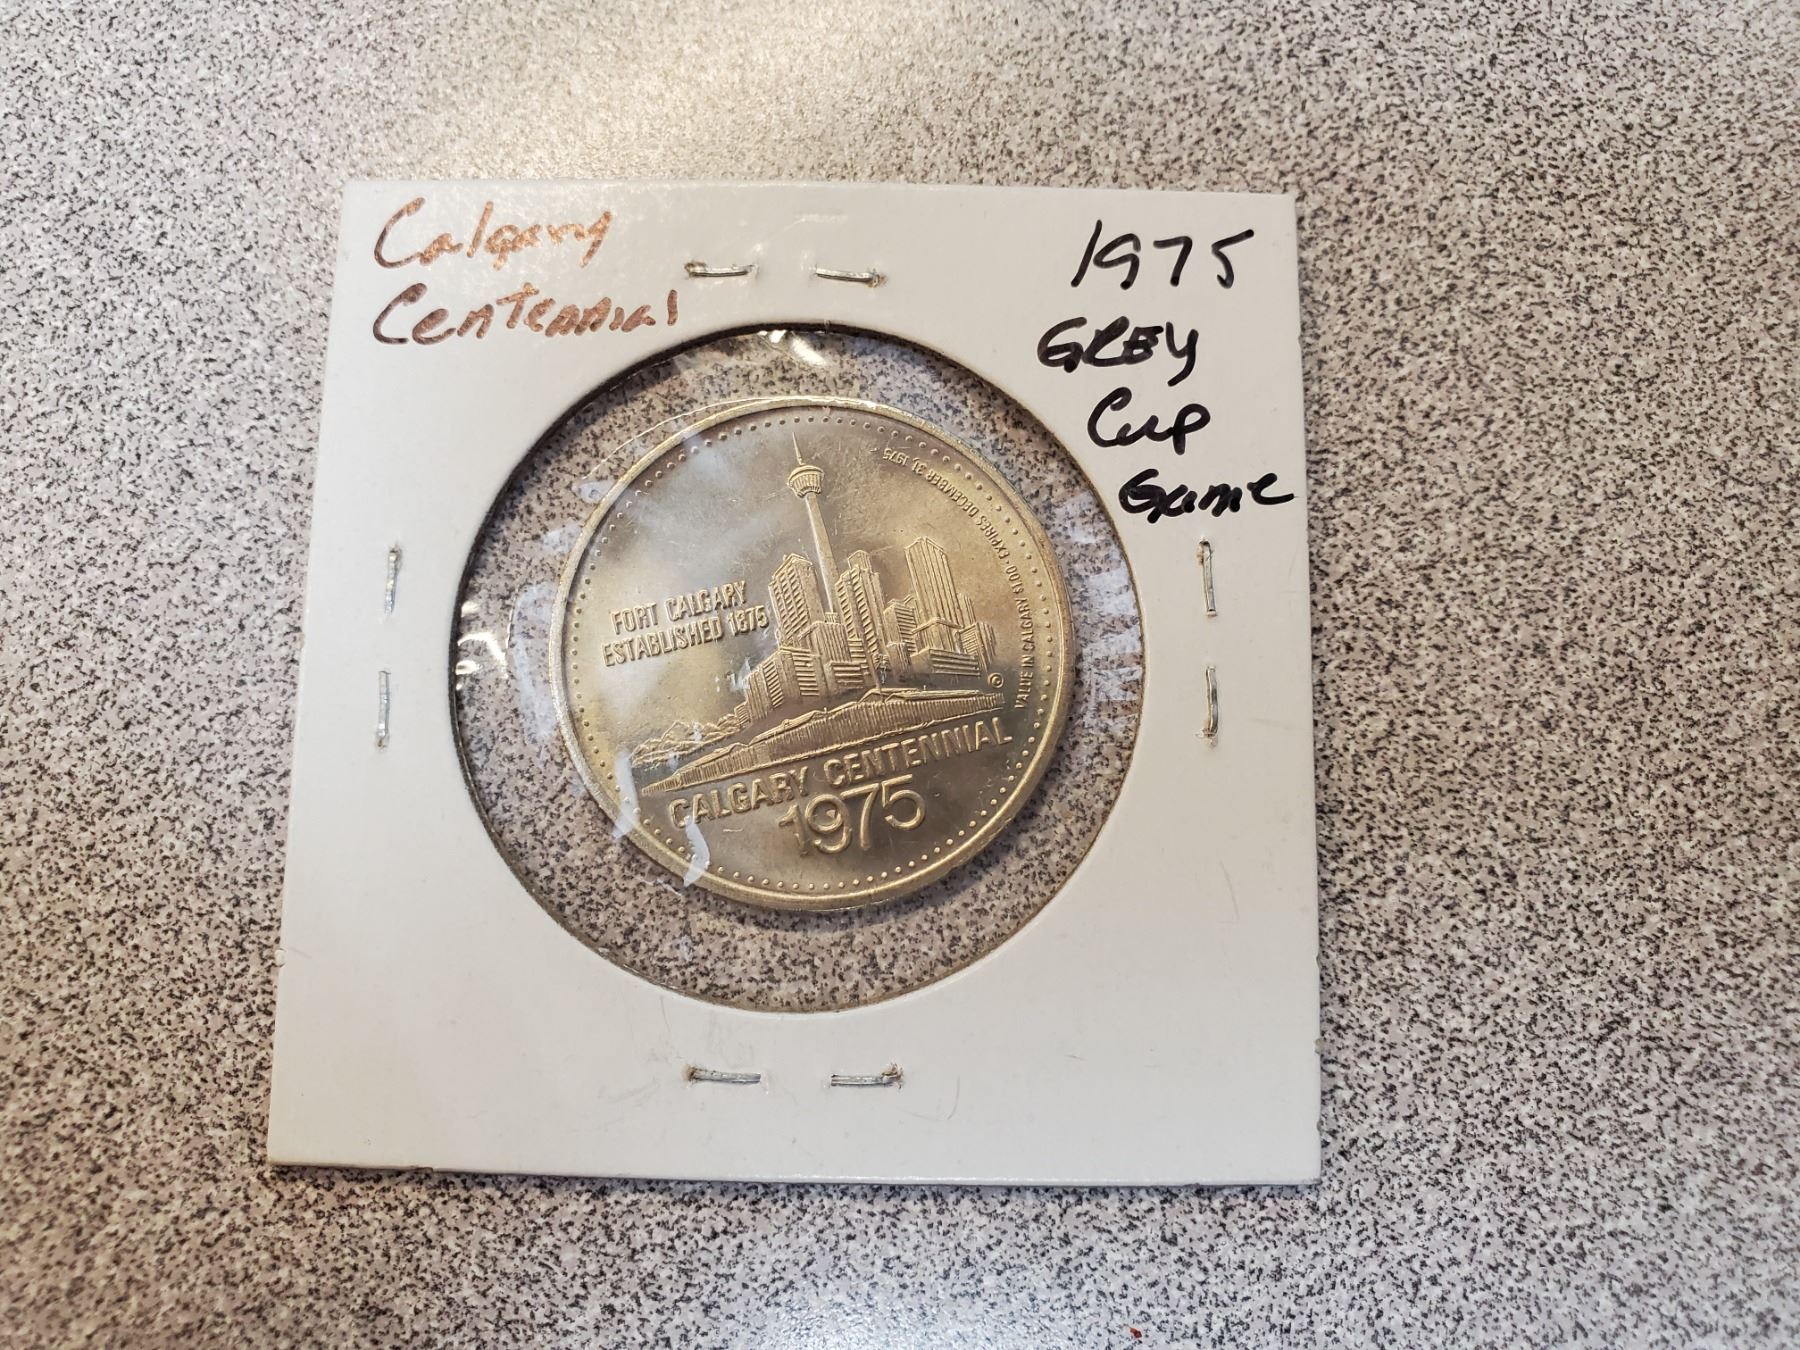 Calgary
Centennial
1975
GREY
Cup
Game
FORT CALGARY
ESTABLISHED 1875
VALUE IN CALGARY $1.00 · EXPIRES DECEMBER 31, 1975
©
CALGARY CENTENNIAL
1975